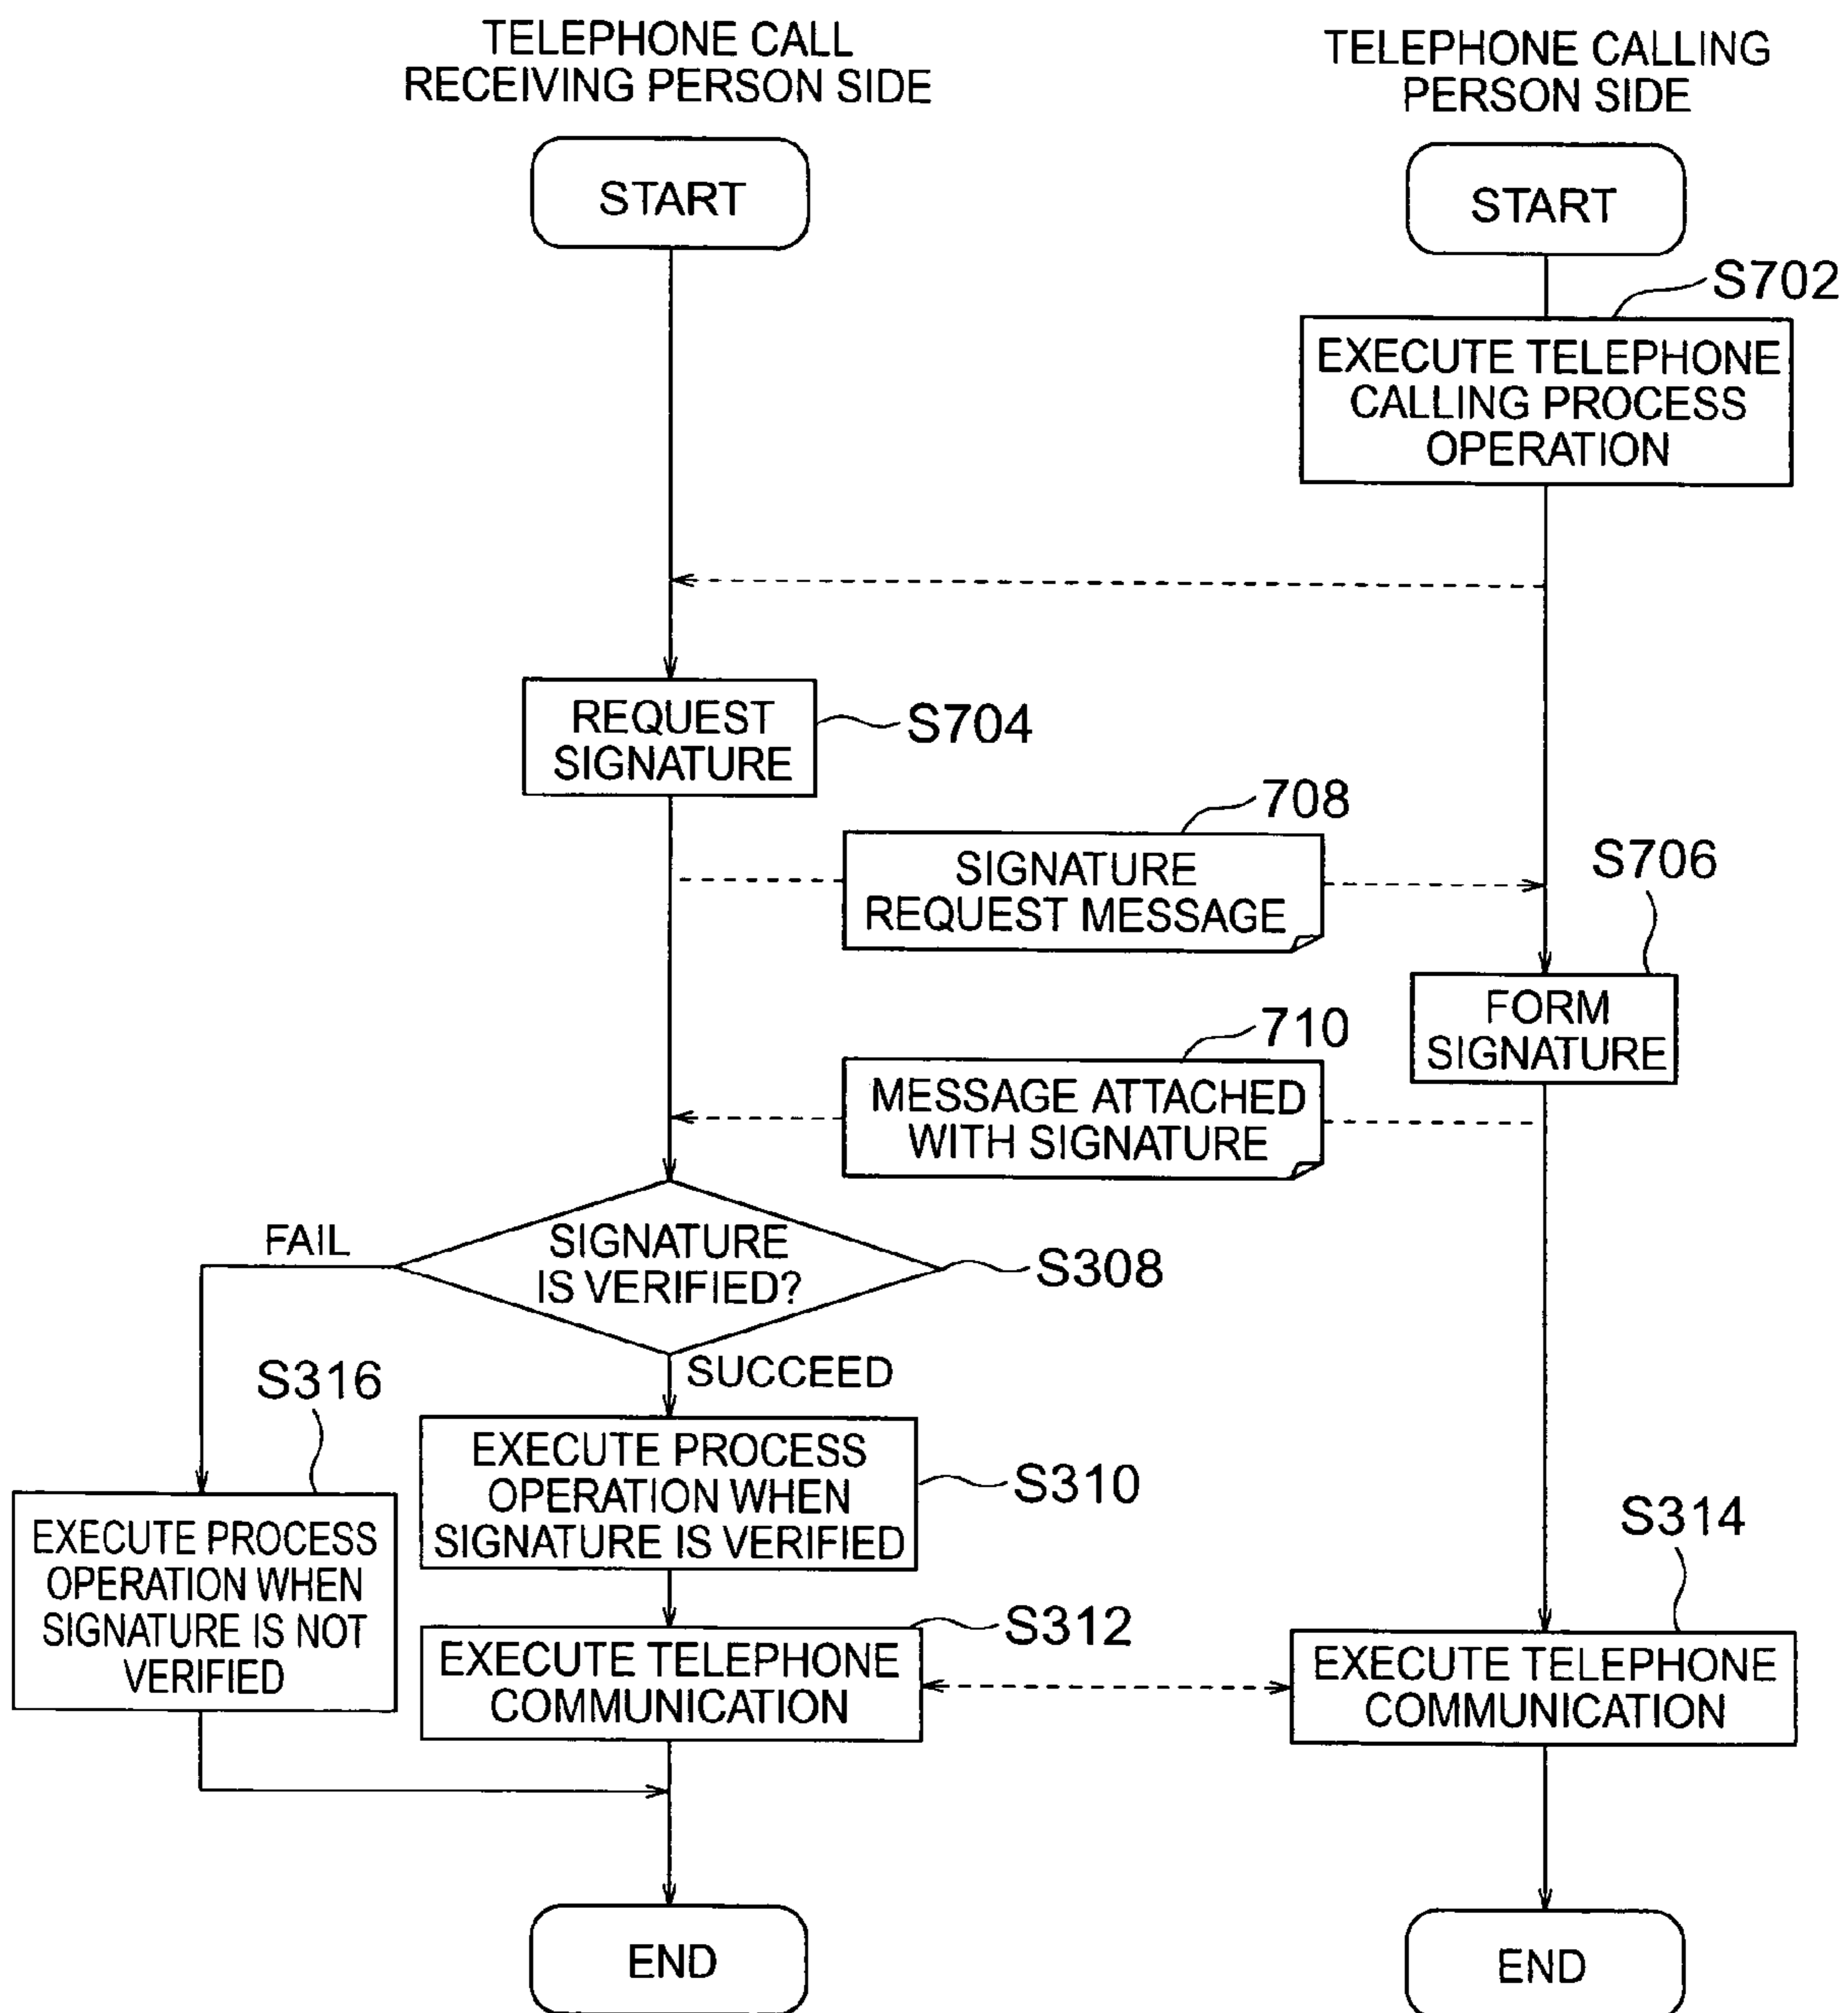 TELEPHONE CALL
RECEIVING PERSON SIDE
TELEPHONE CALLING
PERSON SIDE
START
START
S702
EXECUTE TELEPHONE
CALLING PROCESS
OPERATION
REQUEST
SIGNATURE
S704
708
SIGNATURE
REQUEST MESSAGE
S706
FORM
SIGNATURE
710
MESSAGE ATTACHED
WITH SIGNATURE
FAIL
SIGNATURE
IS VERIFIED?
S308
SUCCEED
S316
EXECUTE PROCESS
OPERATION WHEN
SIGNATURE IS NOT
VERIFIED
EXECUTE PROCESS
OPERATION WHEN
SIGNATURE IS VERIFIED
S310
S312
EXECUTE TELEPHONE
COMMUNICATION
S314
EXECUTE TELEPHONE
COMMUNICATION
END
END